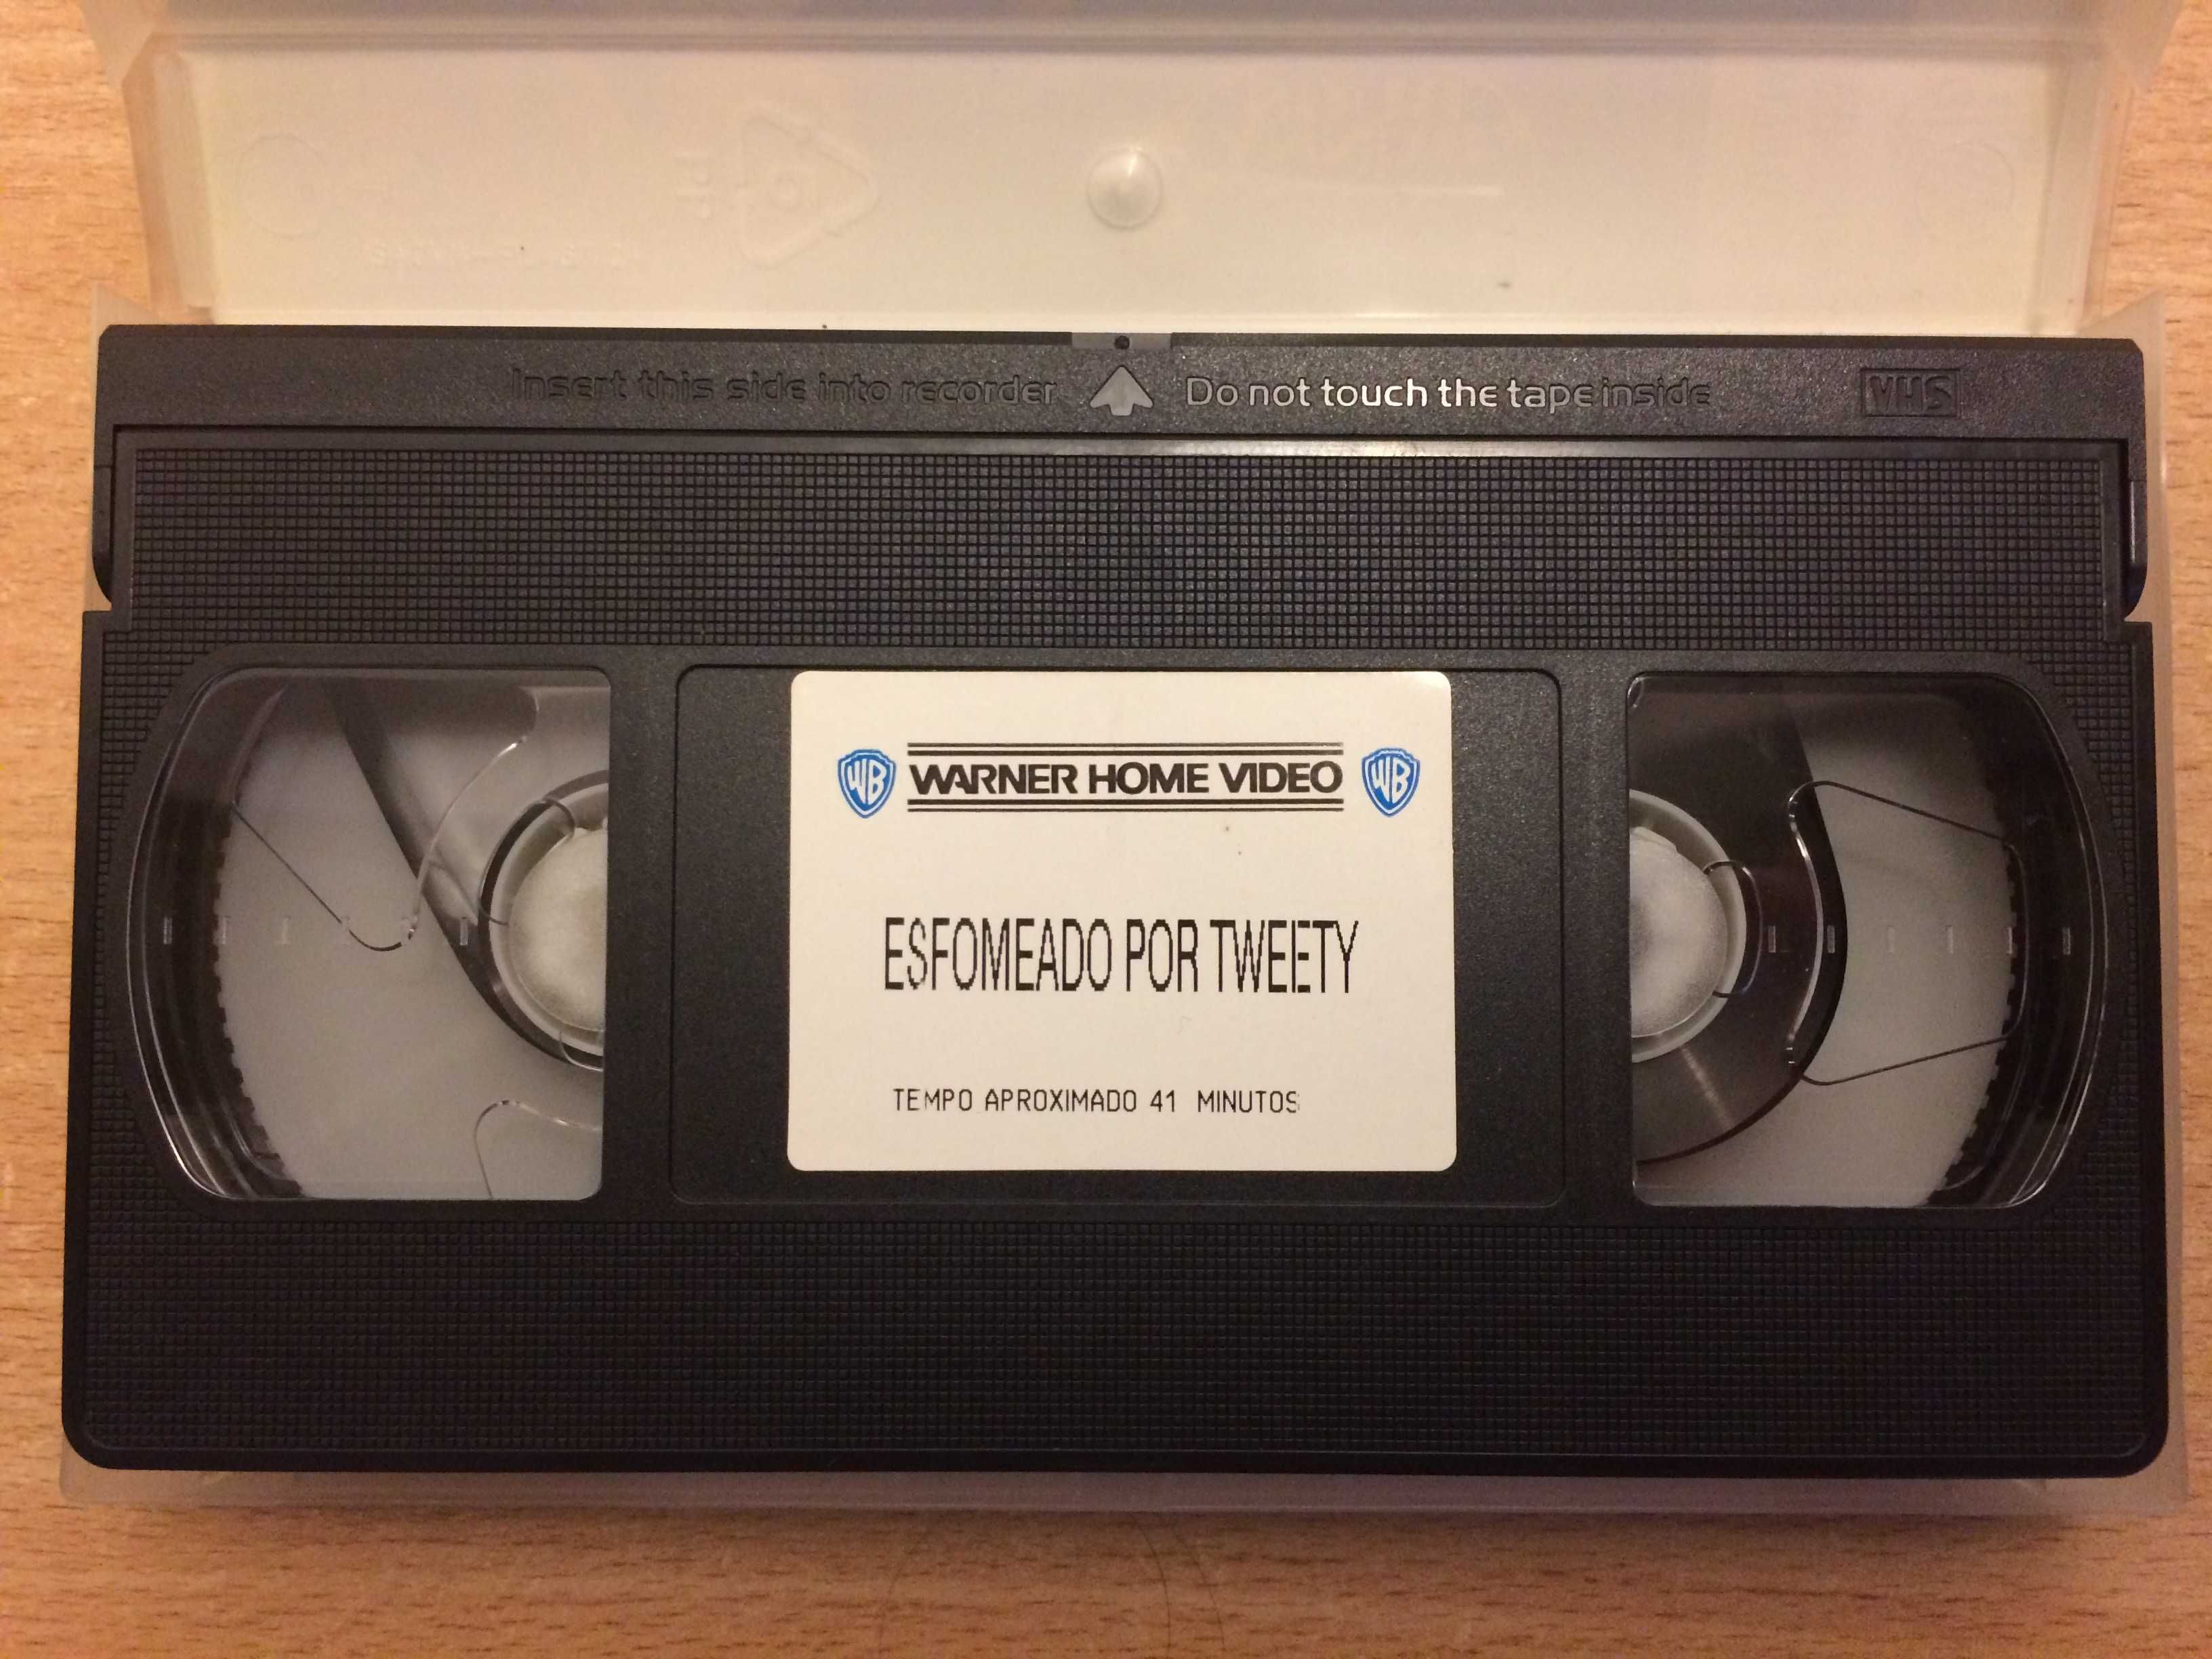 Insert this side into recorder
Do not touch the tape inside
VHS
WB WARNER HOME VIDEO WB
ESFOMEADO POR TWEETY
TEMPO APROXIMADO 41 MINUTOS